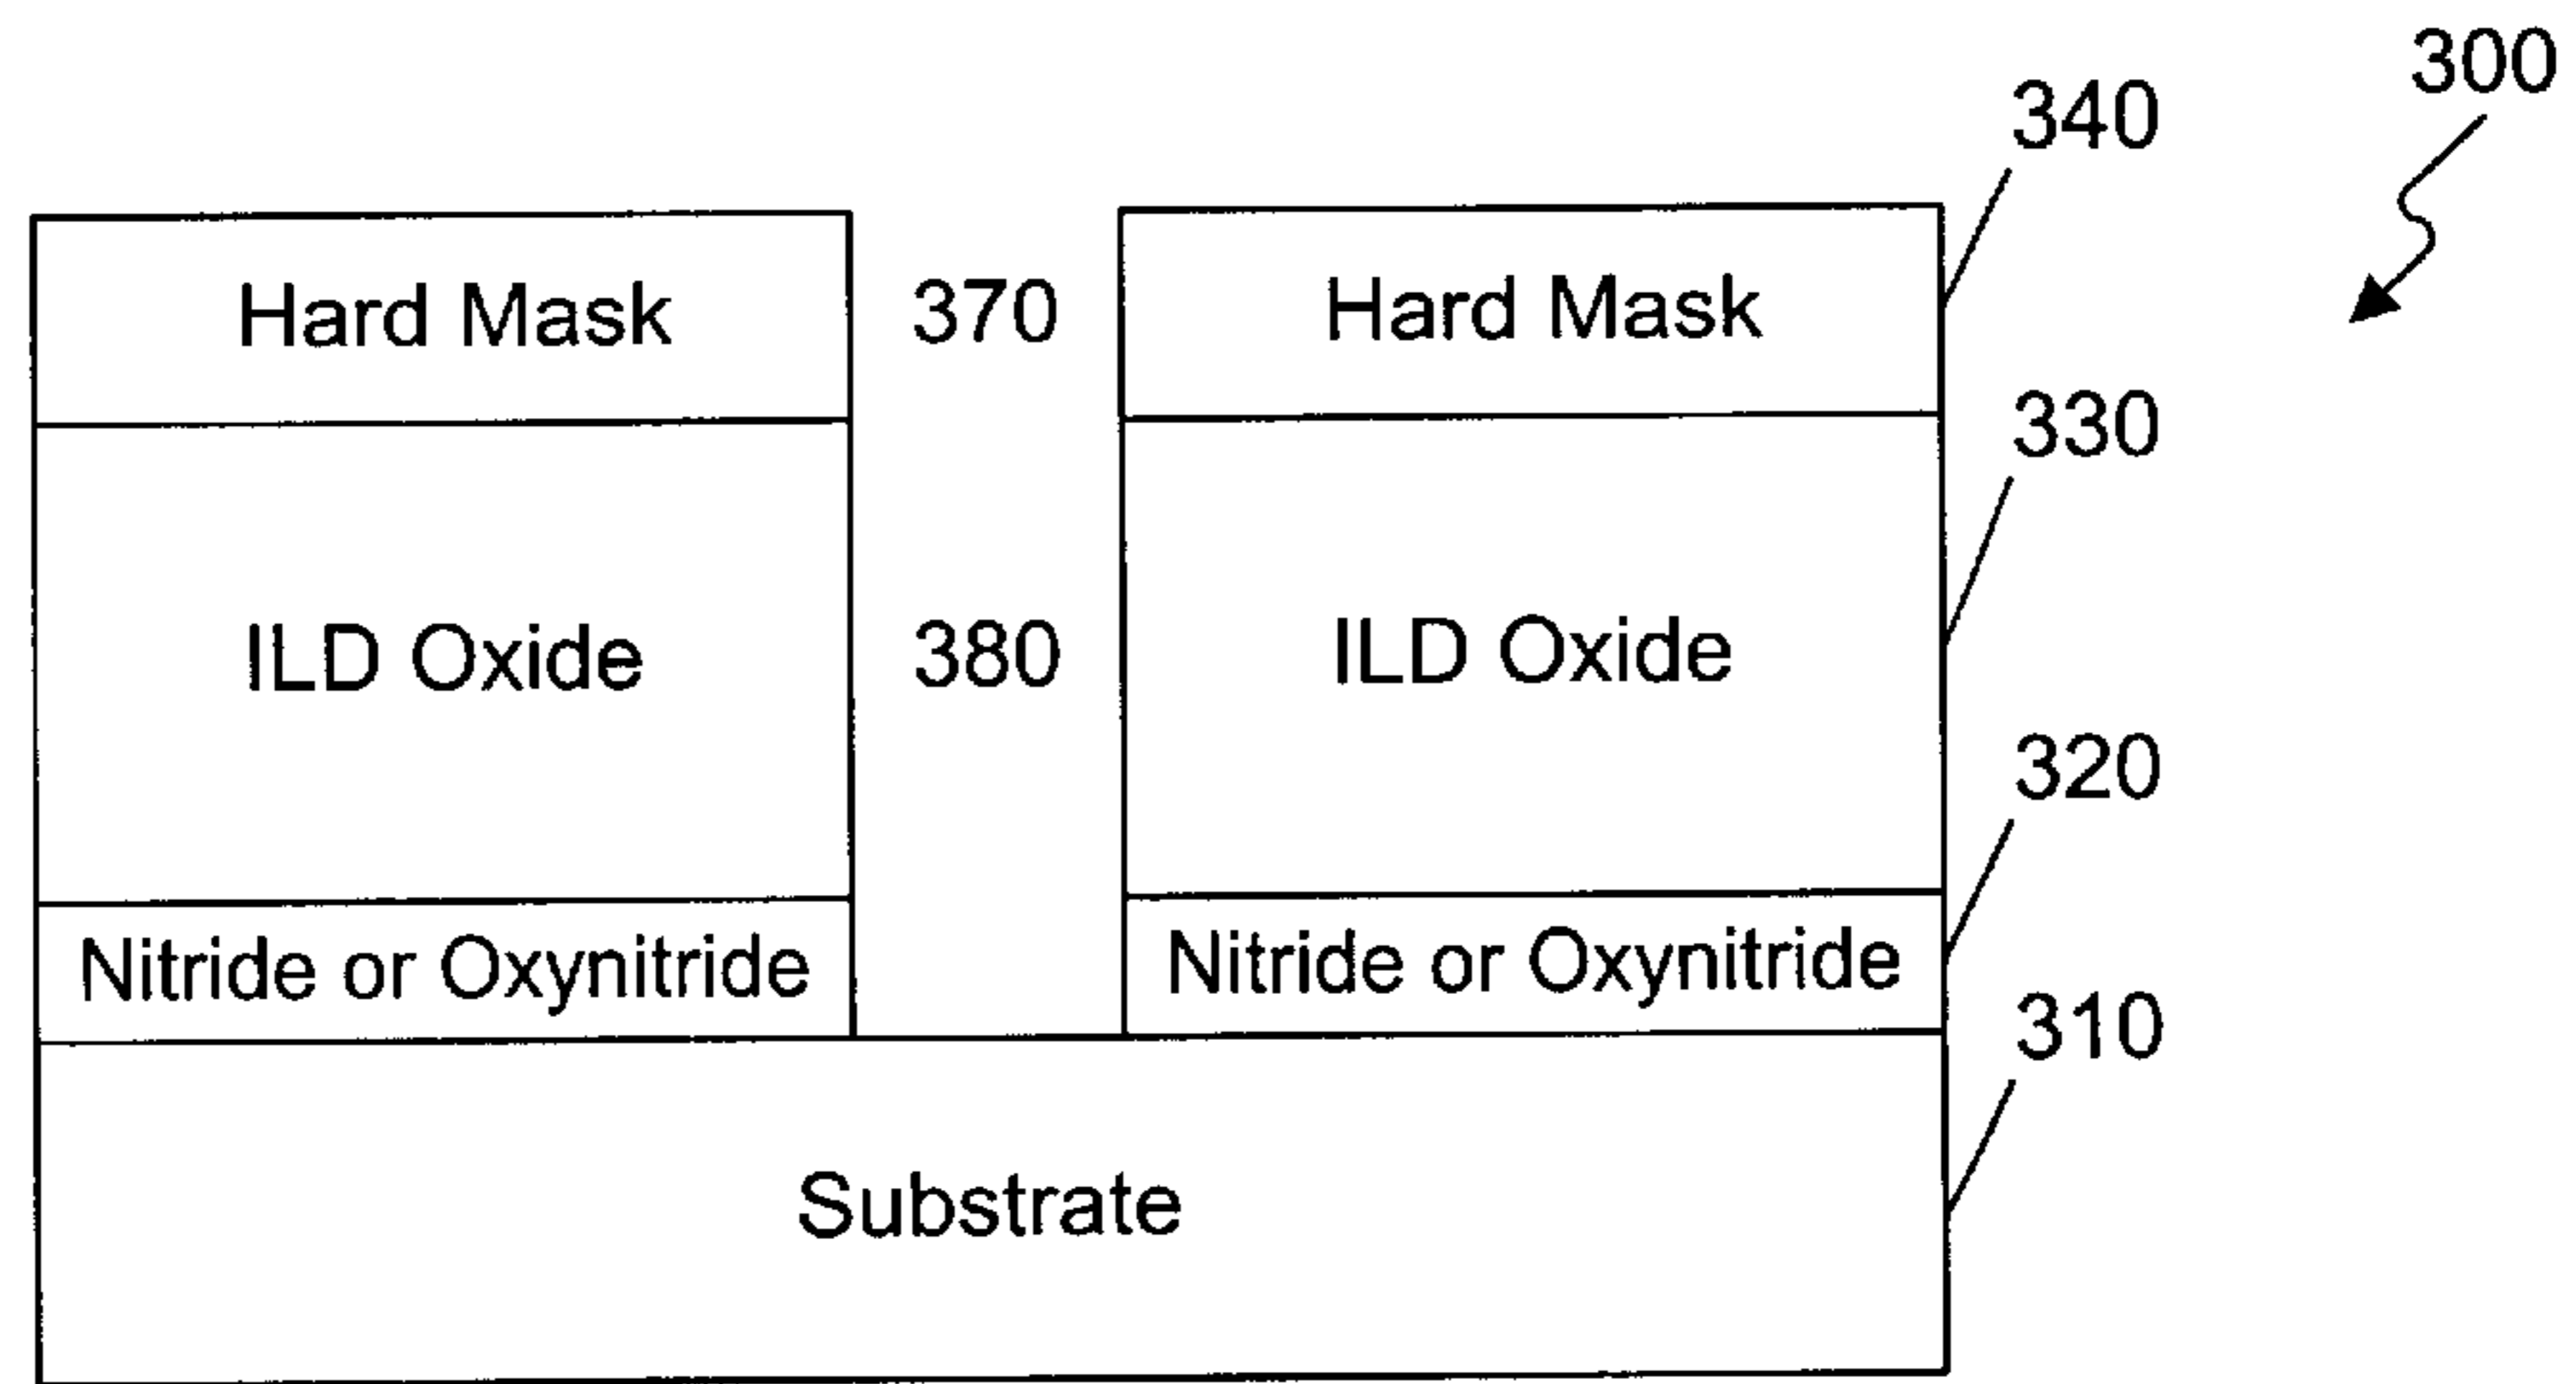 300
340
Hard Mask
370
Hard Mask
330
ILD Oxide
380
ILD Oxide
320
Nitride or Oxynitride
Nitride or Oxynitride
310
Substrate